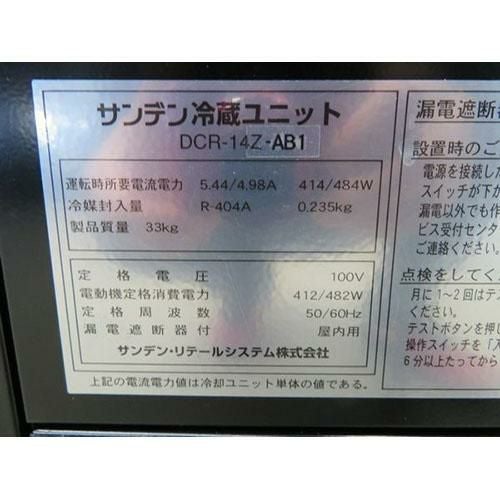 サンデン冷蔵ユニット
DCR-14Z-AB1
運転時所要電流電力 5.44/4.98A 414/484W
冷媒封入量 R-404A 0.235kg
製品質量 33kg
定格電圧 100V
電動機定格消費電力 412/482W
定格周波数 50/60Hz
漏電遮断器付 屋内用
サンデン・リテールシステム株式会社
上記の電流電力値は冷却ユニット単体の値である。
漏電遮断
設置時のご
電源を接続した
スイッチが下が
漏電以外でも作
ビス受付センタ
ご連絡ください。
点検をしてく
月に1~2回はテス
ください。
テストボタンを押
操作スイッチを「入
6分以上たってから